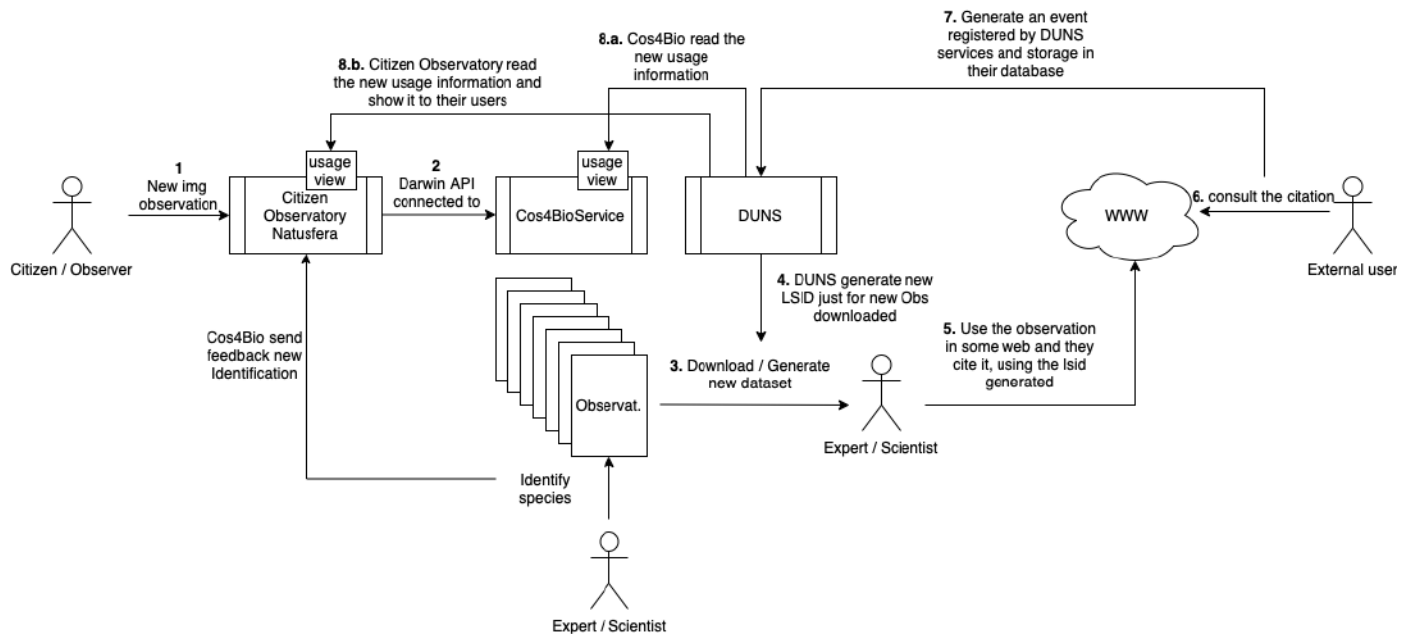 7. Generate an event
registered by DUNS
services and storage in
their database
8.a. Cos4Bio read the
new usage
information
8.b. Citizen Observatory read
the new usage information and
show it to their users
1
New img
observation
usage
view
Citizen
Observatory
Natusfera
2
Darwin API
connected to
usage
view
Cos4BioService
DUNS
WWW
6. consult the citation
Citizen / Observer
External user
4. DUNS generate new
LSID just for new Obs
downloaded
Cos4Bio send
feedback new
Identification
3. Download / Generate
new dataset
5. Use the observation
in some web and they
cite it, using the lsid
generated
Observat.
Expert / Scientist
Identify
species
Expert / Scientist